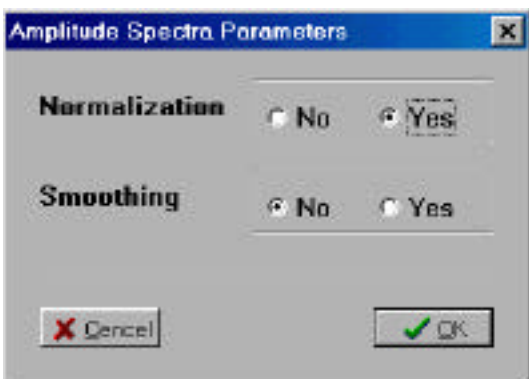 Amplitude Spectra Parameters
Normalization No Yes
Smoothing No Yes
Cancel OK